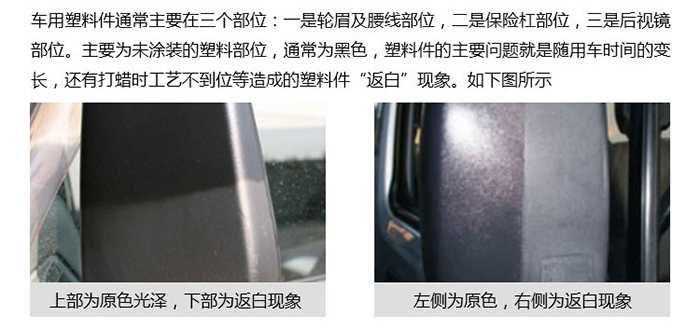 车用塑料件通常主要在三个部位：一是轮眉及腰线部位，二是保险杠部位，三是后视镜
部位。主要为未涂装的塑料部位，通常为黑色，塑料件的主要问题就是随用车时间的变
长，还有打蜡时工艺不到位等造成的塑料件“返白”现象。如下图所示
上部为原色光泽，下部为返白现象
左侧为原色，右侧为返白现象